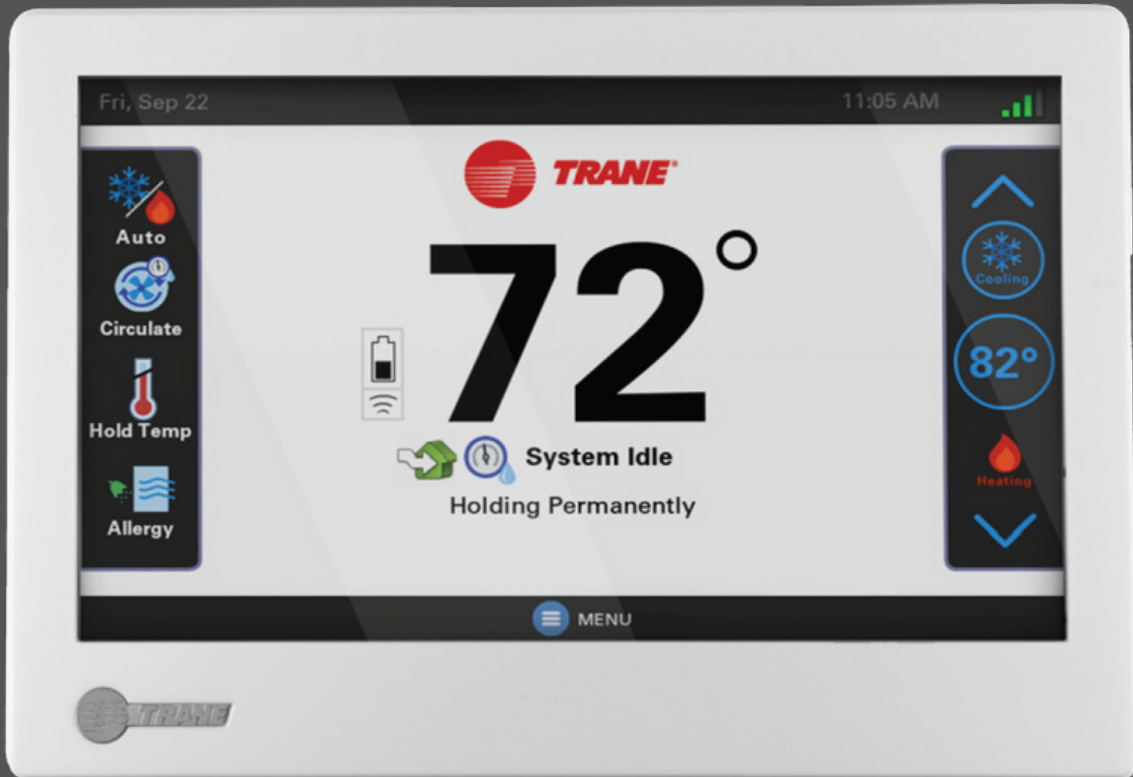 Fri, Sep 22
11:05 AM
TRANE
72°
System Idle
Holding Permanently
Auto
Circulate
Hold Temp
Allergy
Cooling
82°
Heating
MENU
TRANE